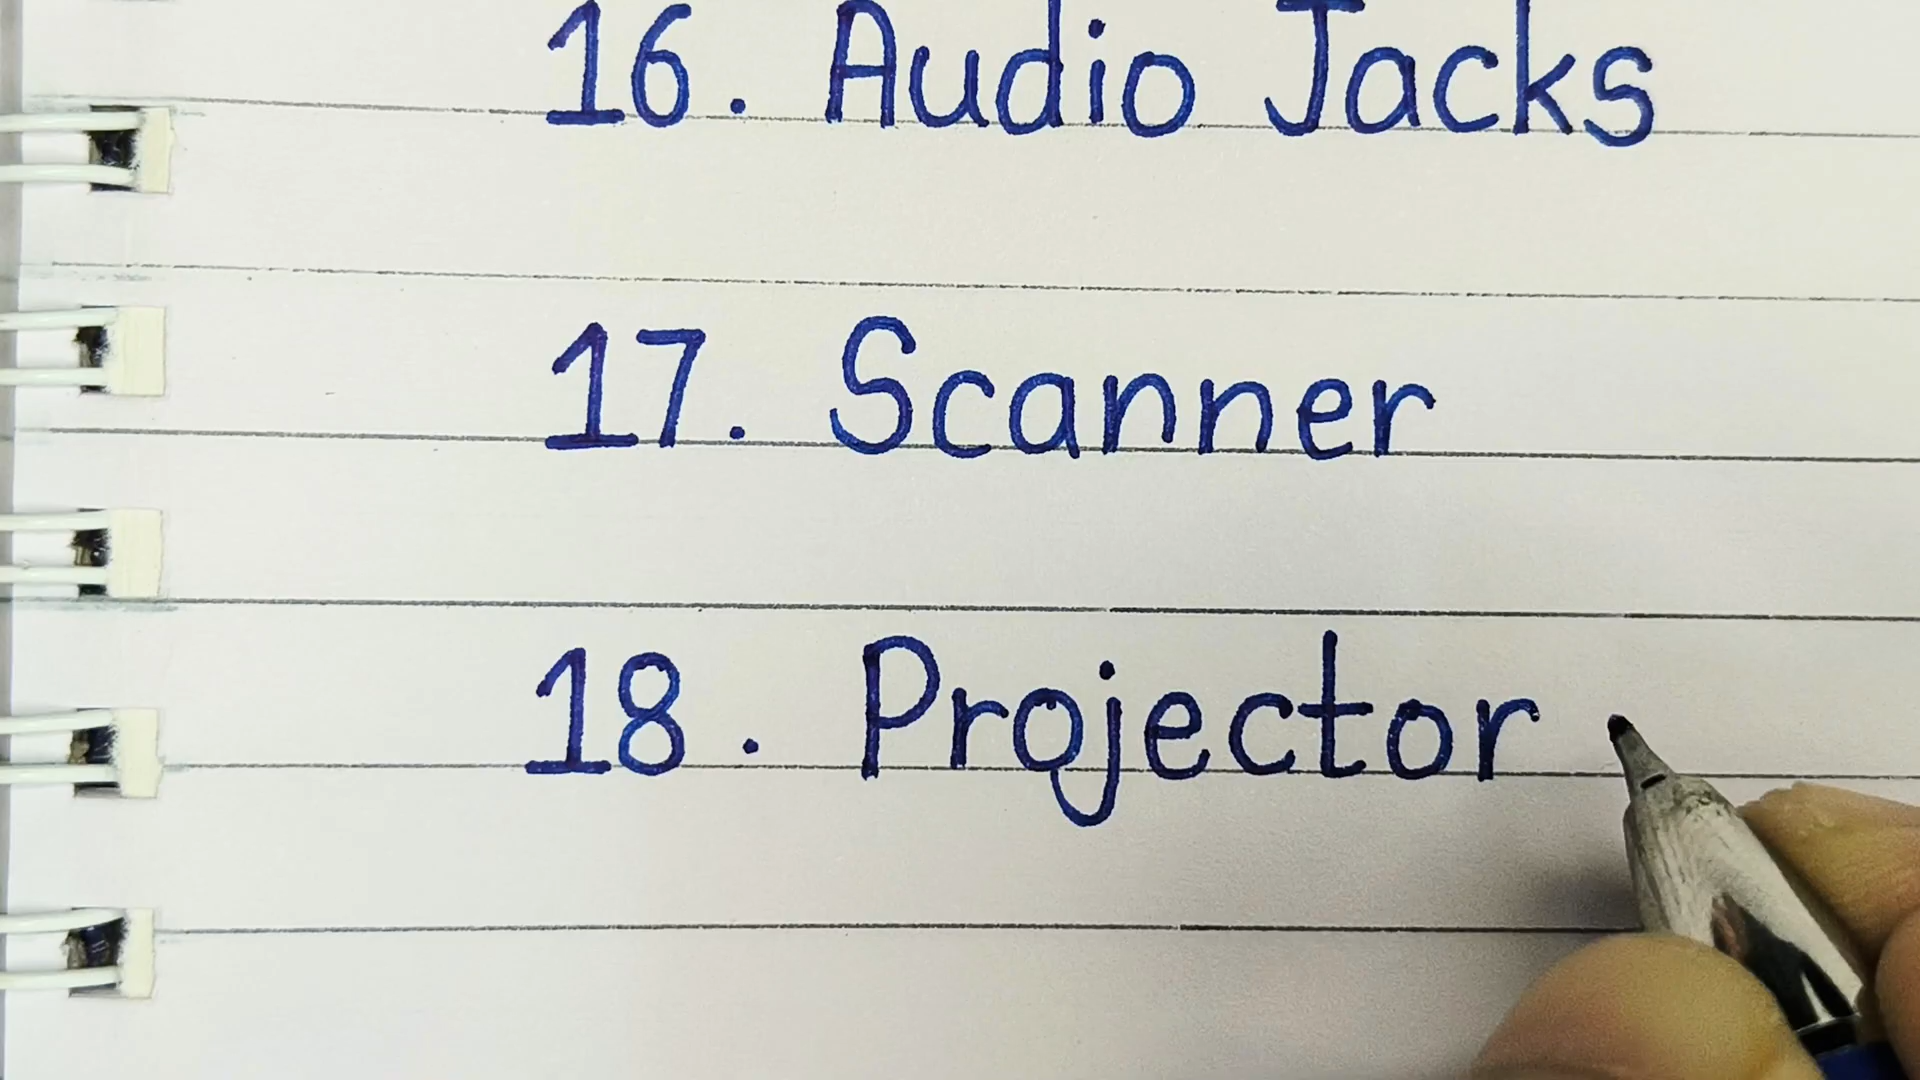 16. Audio Jacks
17. Scanner
18. Projector